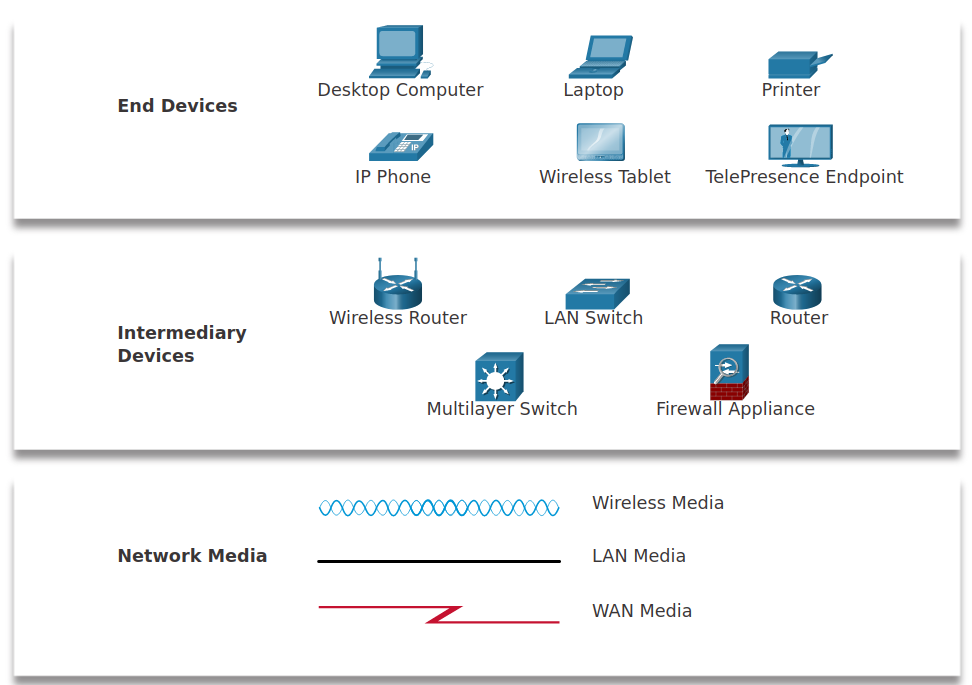 End Devices
Desktop Computer
Laptop
Printer
IP
IP Phone
Wireless Tablet
TelePresence Endpoint
Intermediary
Devices
Wireless Router
LAN Switch
Router
Multilayer Switch
Firewall Appliance
Network Media
Wireless Media
LAN Media
WAN Media